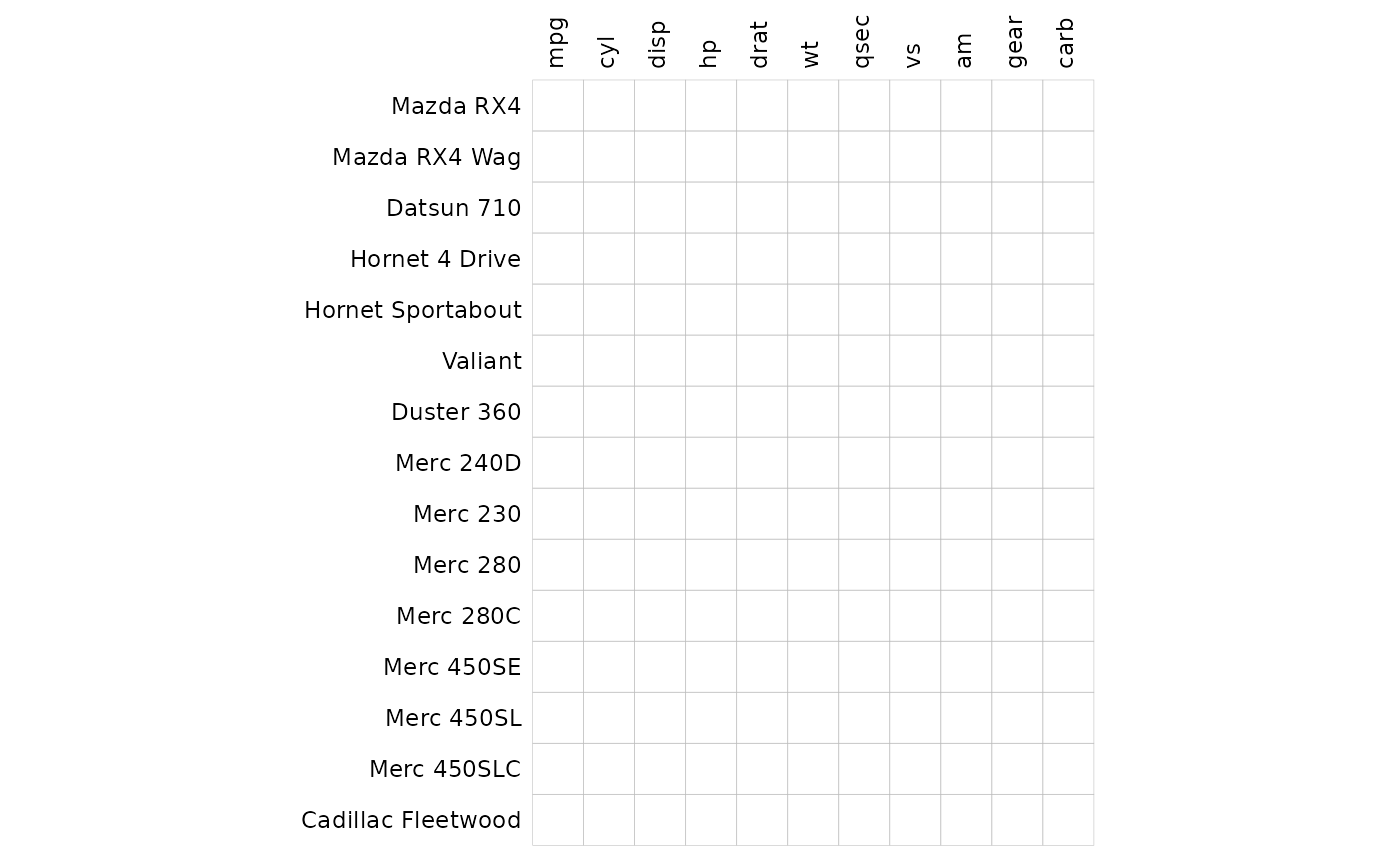 mpg cyl disp hp drat wt qsec vs am gear carb
Mazda RX4
Mazda RX4 Wag
Datsun 710
Hornet 4 Drive
Hornet Sportabout
Valiant
Duster 360
Merc 240D
Merc 230
Merc 280
Merc 280C
Merc 450SE
Merc 450SL
Merc 450SLC
Cadillac Fleetwood